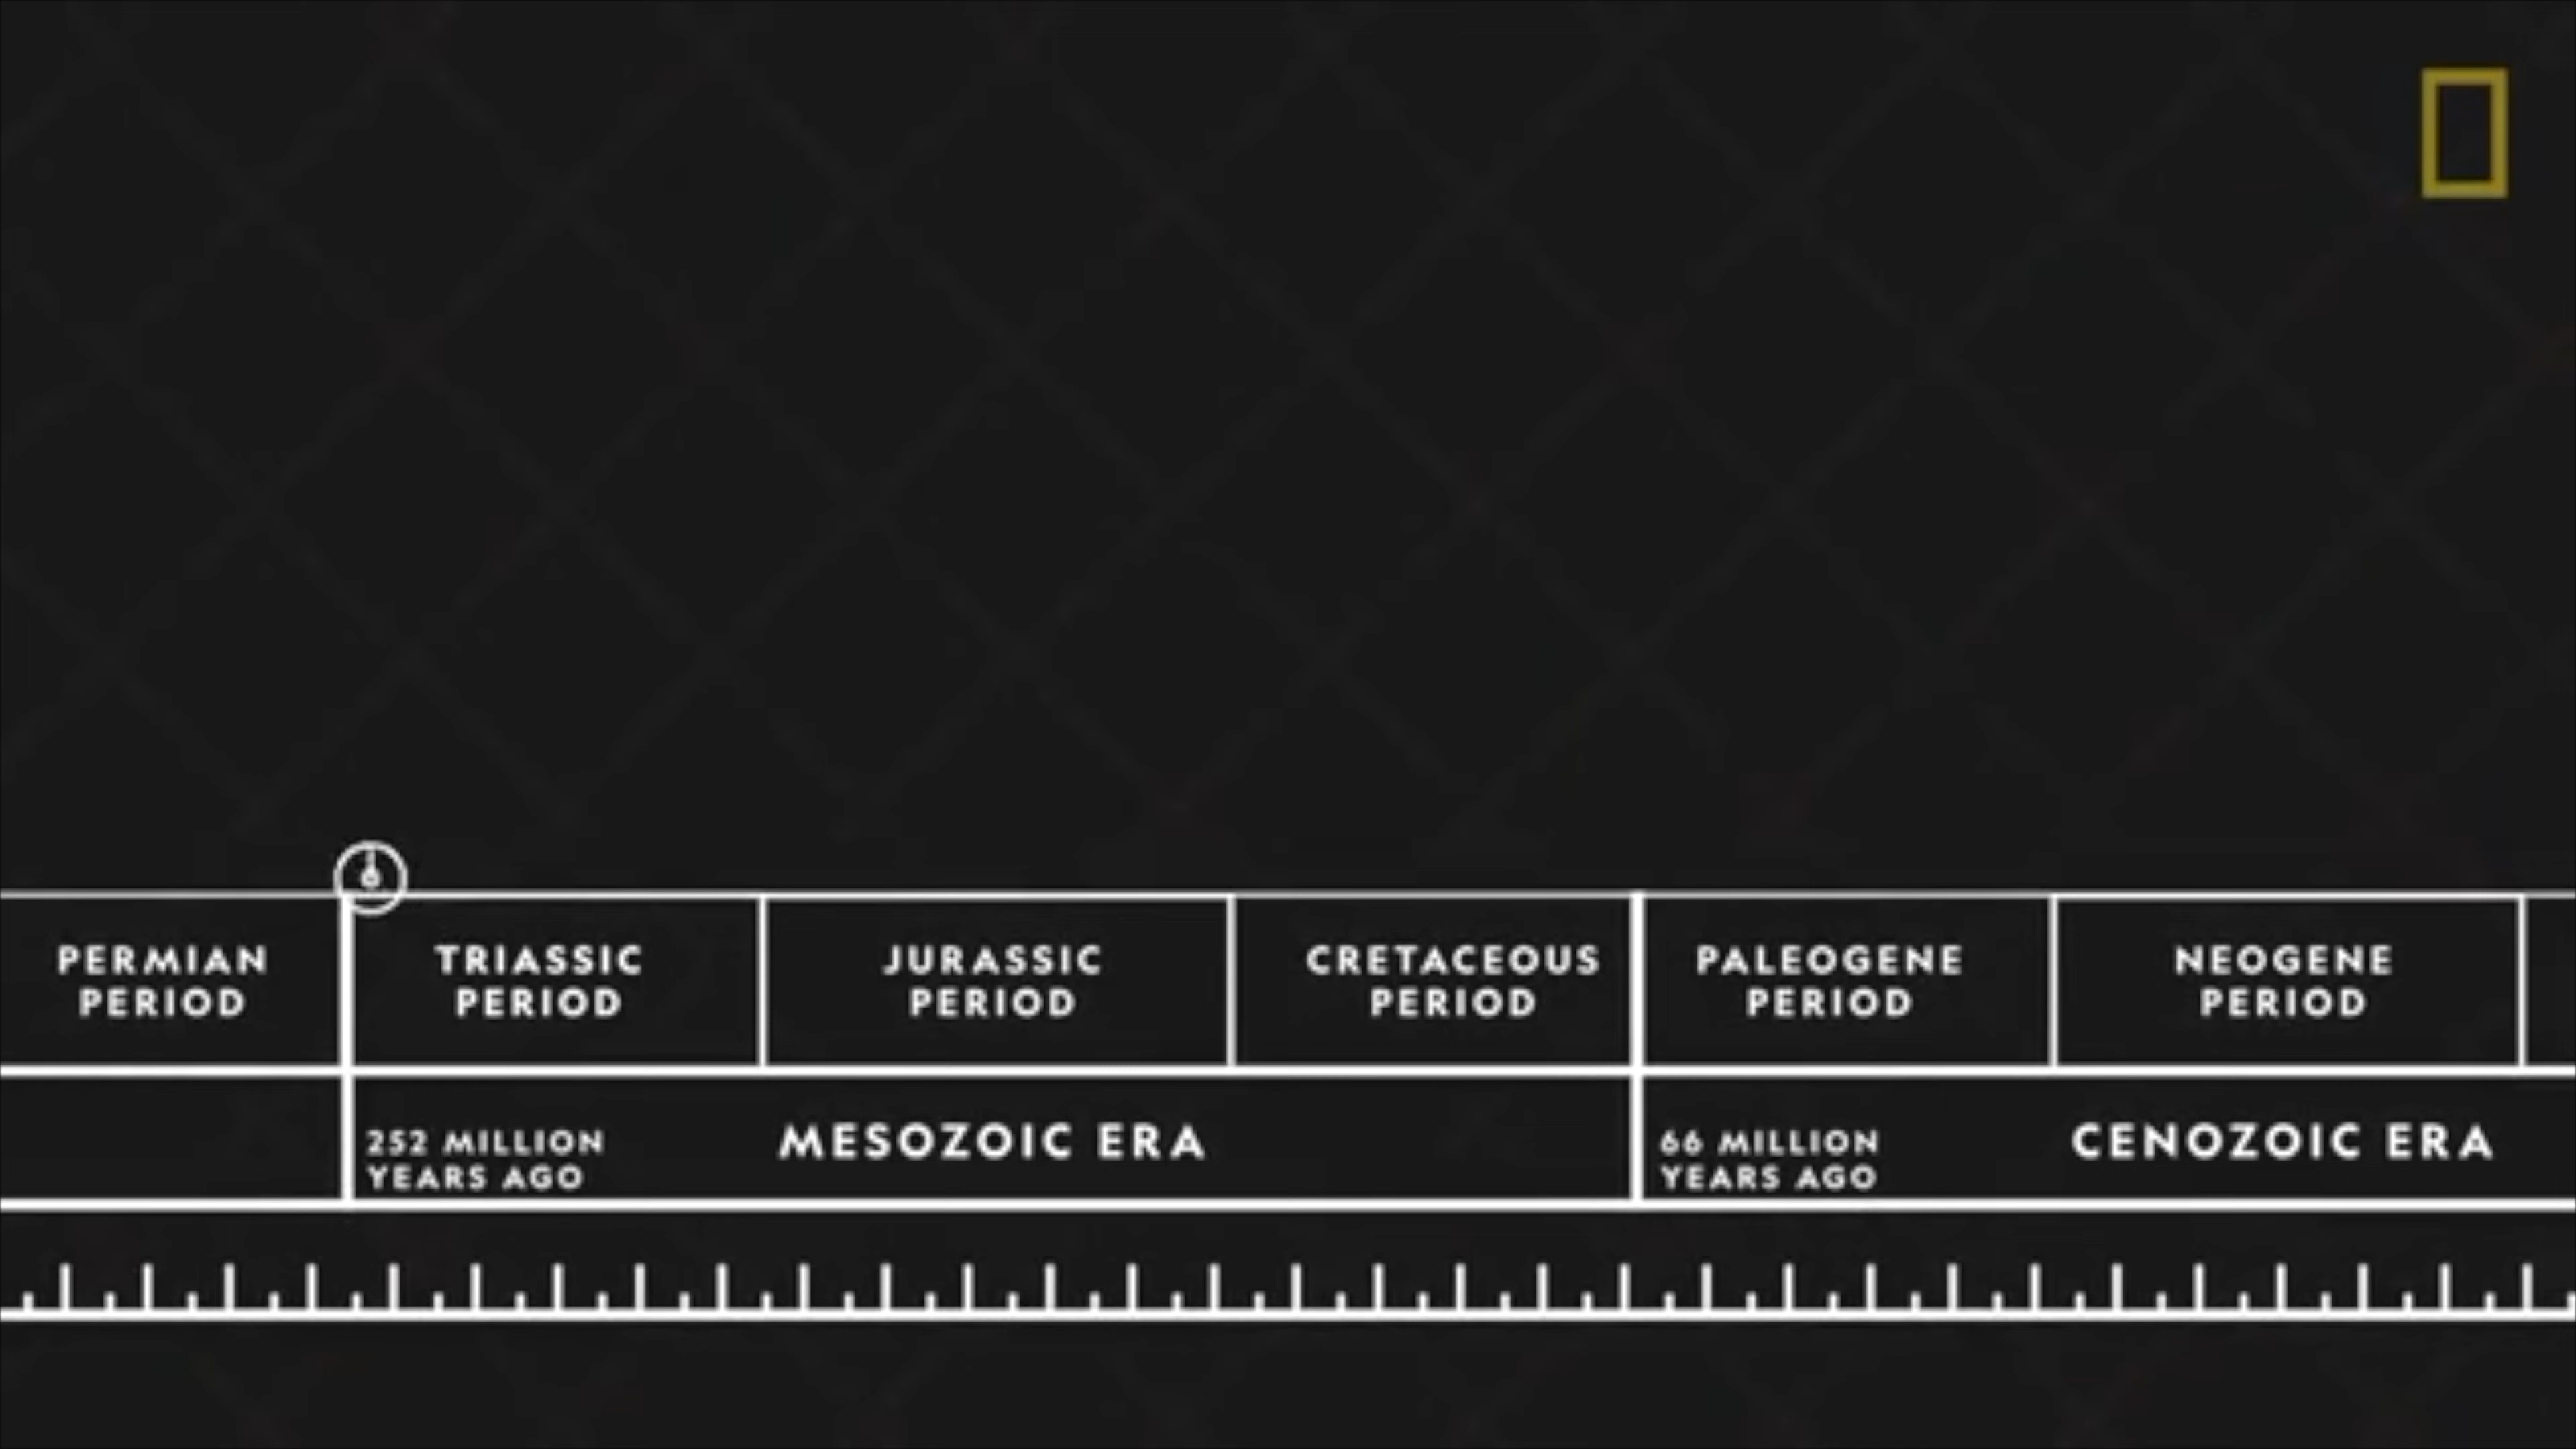 PERMIAN
PERIOD
TRIASSIC
PERIOD
JURASSIC
PERIOD
CRETACEOUS
PERIOD
PALEOGENE
PERIOD
NEOGENE
PERIOD
252 MILLION
YEARS AGO
MESOZOIC ERA
66 MILLION
YEARS AGO
CENOZOIC ERA